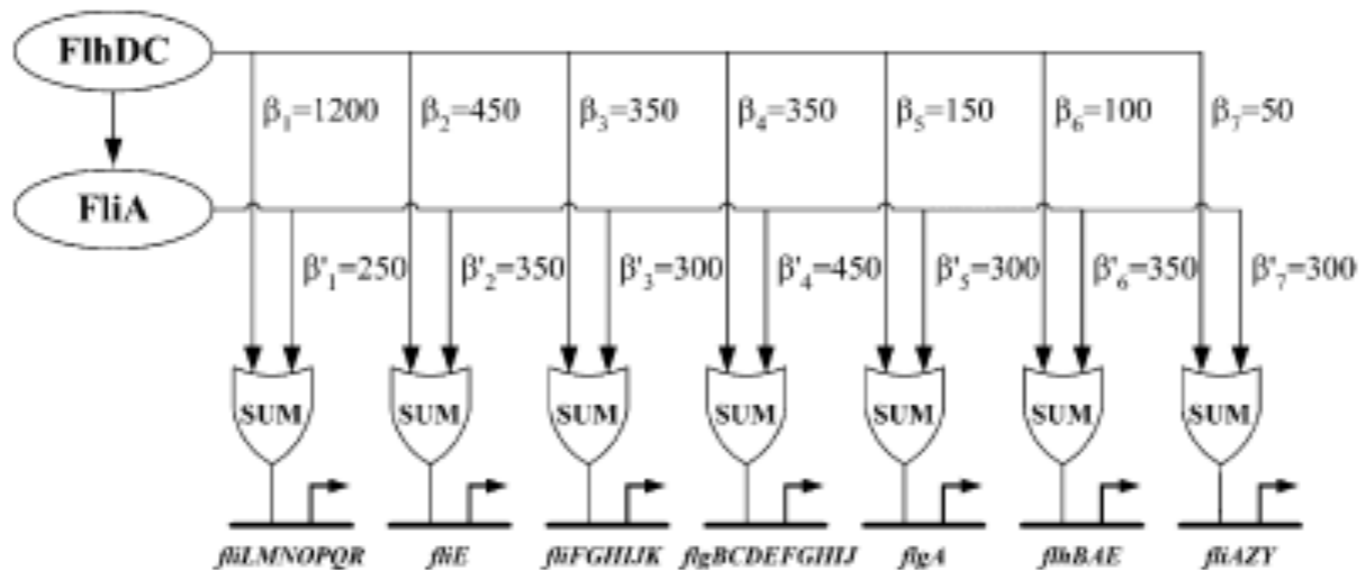 FlhDC
β₁=1200 β₂=450 β₃=350 β₄=350 β₅=150 β₆=100 β₇=50
FliA
β'₁=250 β'₂=350 β'₃=300 β'₄=450 β'₅=300 β'₆=350 β'₇=300
SUM SUM SUM SUM SUM SUM SUM
fliLMNOPQR fliE fliFGHIJK flgBCDEFGHIJ flgA flhBAE fliAZY